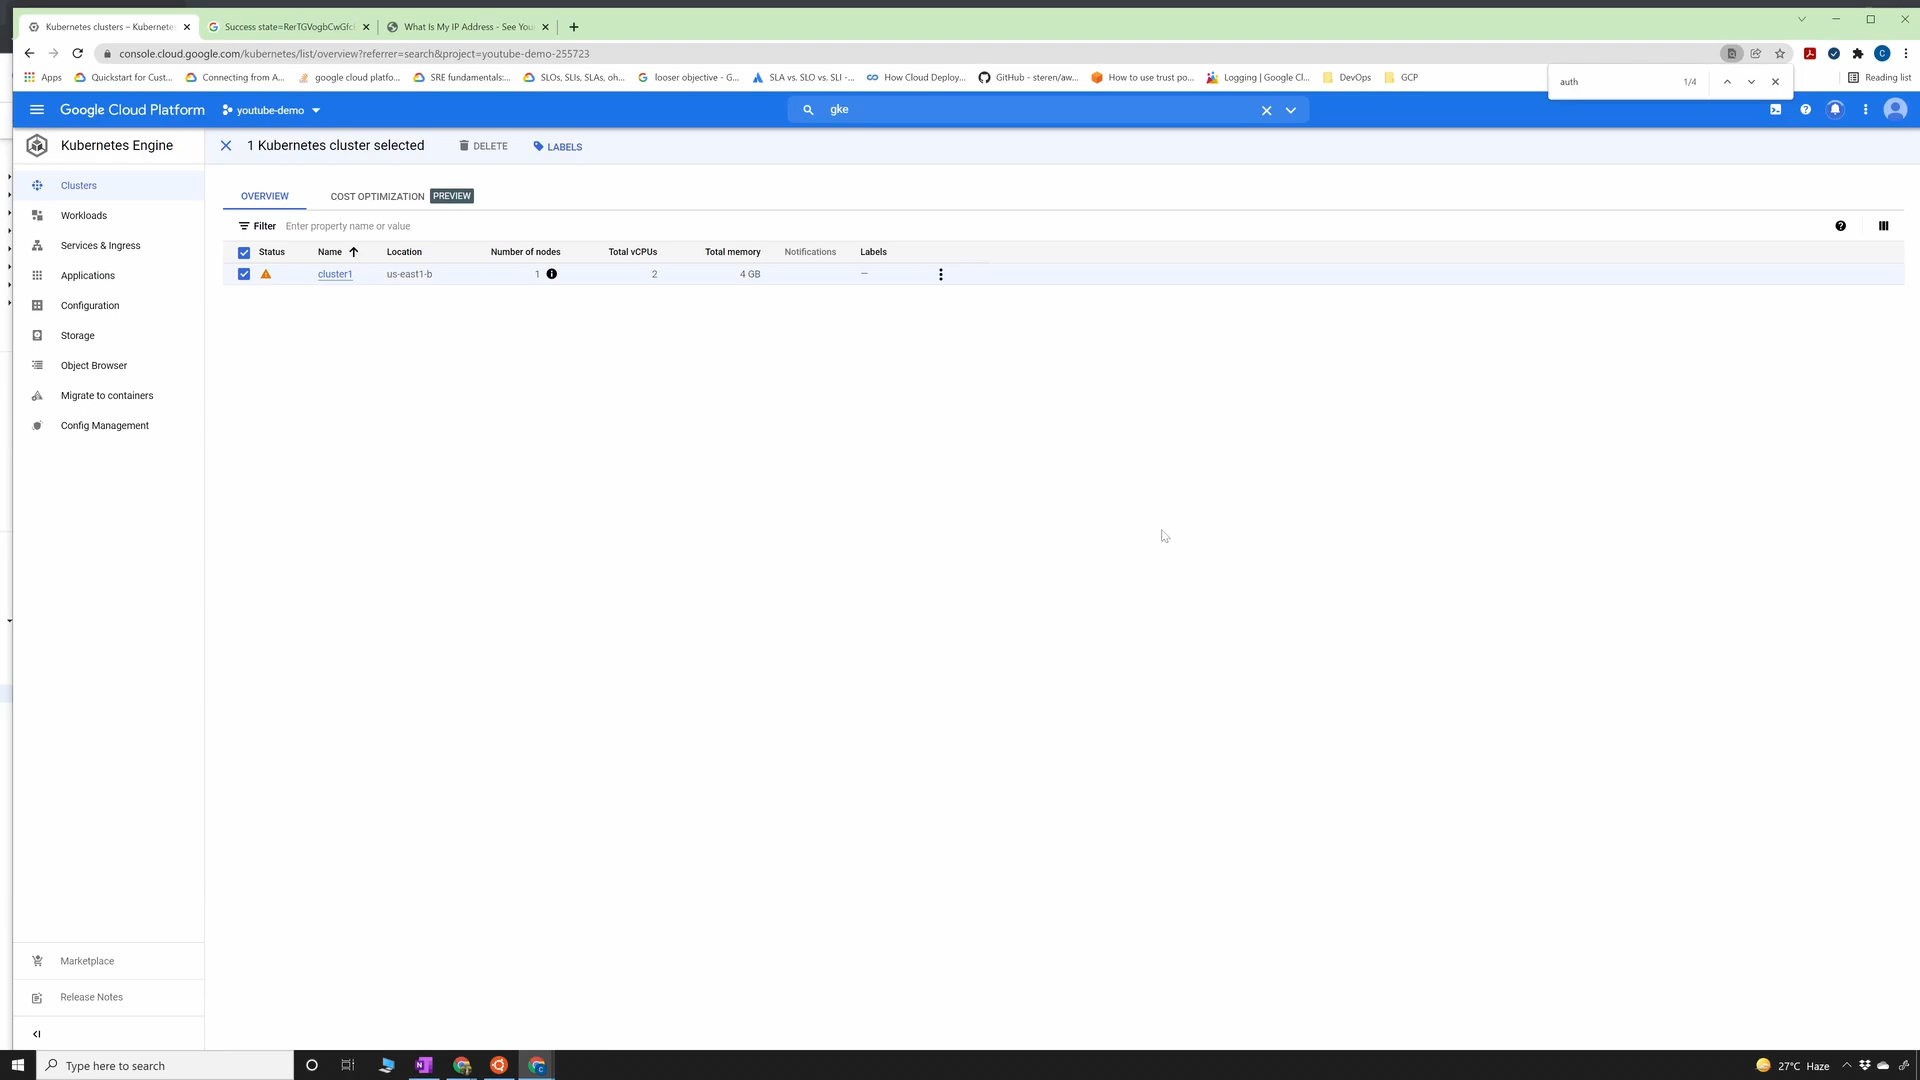 Kubernetes clusters – Kubernetes
Success state=RerTGVogbCwGfc
What Is My IP Address - See You
console.cloud.google.com/kubernetes/list/overview?referrer=search&project=youtube-demo-255723
Apps
Quickstart for Cust...
Connecting from A...
google cloud platfo...
SRE fundamentals:...
SLOs, SLIs, SLAs, oh...
looser objective - G...
SLA vs. SLO vs. SLI -...
How Cloud Deploy...
GitHub - steren/aw...
How to use trust po...
Logging | Google Cl...
DevOps
GCP
auth
1/4
Reading list
Google Cloud Platform
youtube-demo
gke
Kubernetes Engine
1 Kubernetes cluster selected
DELETE
LABELS
Clusters
Workloads
Services & Ingress
Applications
Configuration
Storage
Object Browser
Migrate to containers
Config Management
OVERVIEW
COST OPTIMIZATION PREVIEW
Filter Enter property name or value
Status Name Location Number of nodes Total vCPUs Total memory Notifications Labels
cluster1 us-east1-b 1 2 4 GB —
Marketplace
Release Notes
Type here to search
27°C Haze